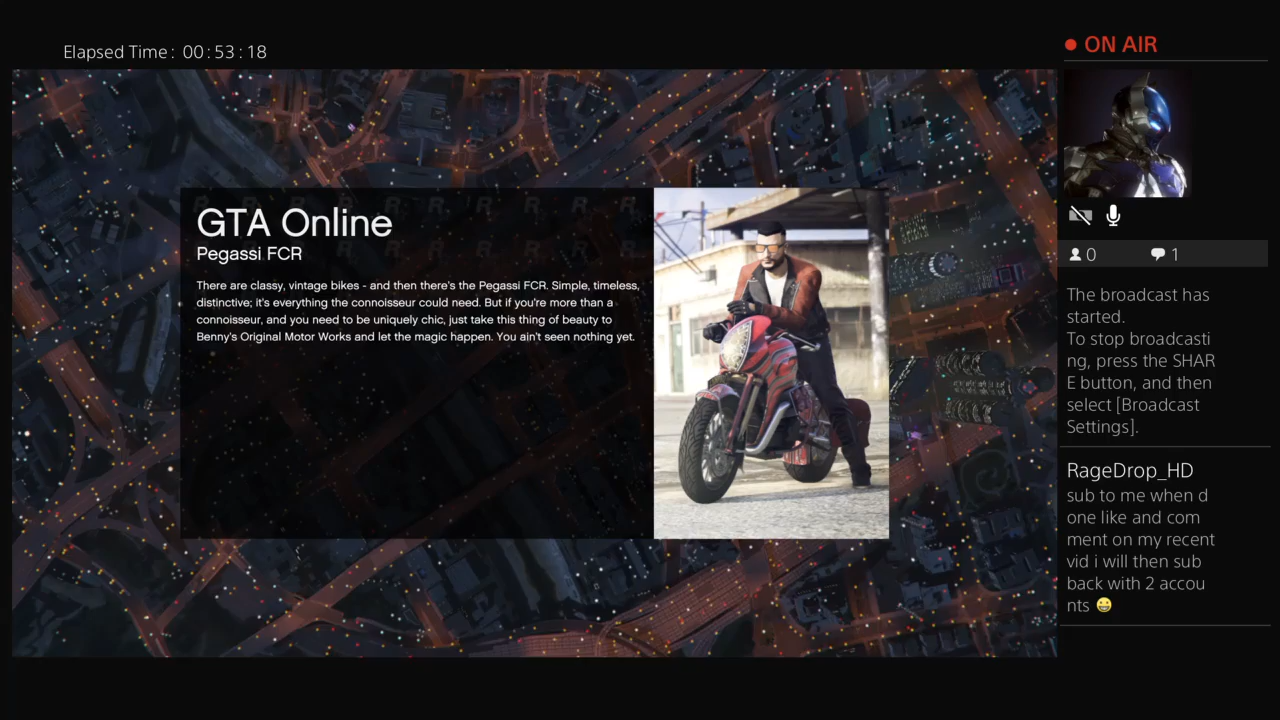 Elapsed Time: 00:53:18
ON AIR
GTA Online
Pegassi FCR
There are classy, vintage bikes - and then there's the Pegassi FCR. Simple, timeless,
distinctive; it's everything the connoisseur could need. But if you're more than a
connoisseur, and you need to be uniquely chic, just take this thing of beauty to
Benny's Original Motor Works and let the magic happen. You ain't seen nothing yet.
0 1
The broadcast has
started.
To stop broadcasti
ng, press the SHAR
E button, and then
select [Broadcast
Settings].
RageDrop_HD
sub to me when d
one like and com
ment on my recent
vid i will then sub
back with 2 accou
nts 😀